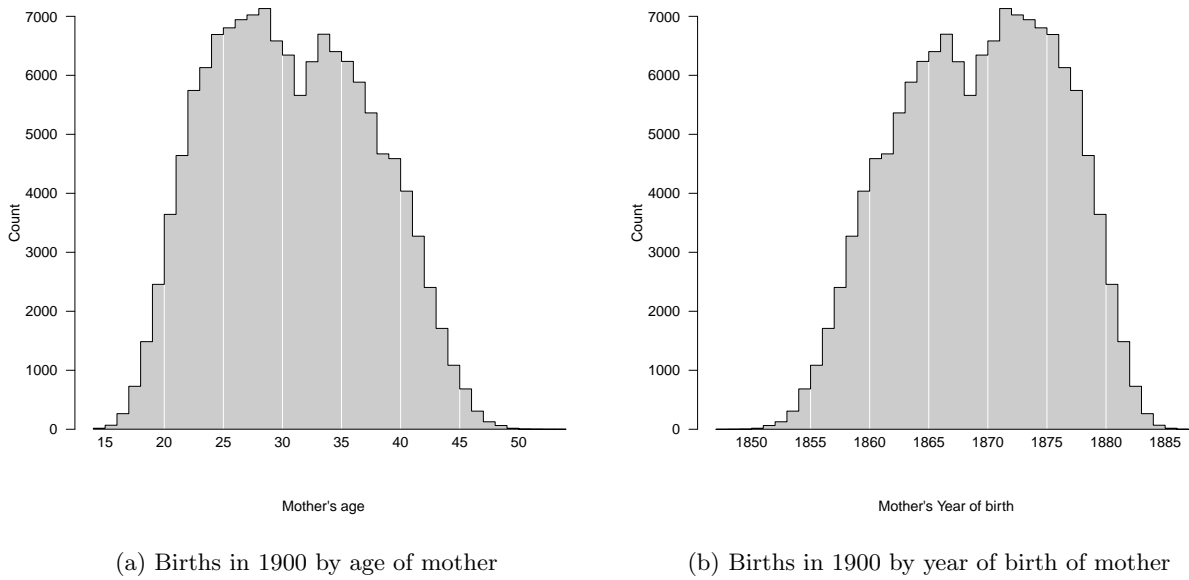 7000
6000
5000
4000
3000
2000
1000
0
Count
15 20 25 30 35 40 45 50
Mother's age
(a) Births in 1900 by age of mother
7000
6000
5000
4000
3000
2000
1000
0
Count
1850 1855 1860 1865 1870 1875 1880 1885
Mother's Year of birth
(b) Births in 1900 by year of birth of mother